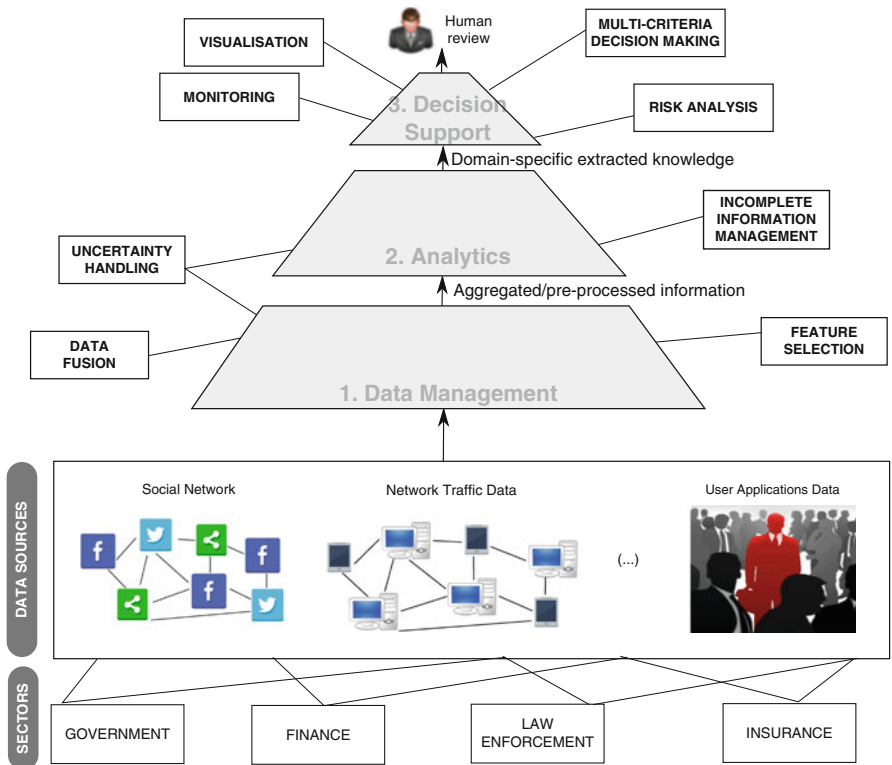 Human
review
VISUALISATION
MULTI-CRITERIA
DECISION MAKING
MONITORING
3. Decision
Support
RISK ANALYSIS
Domain-specific extracted knowledge
INCOMPLETE
INFORMATION
MANAGEMENT
UNCERTAINTY
HANDLING
2. Analytics
Aggregated/pre-processed information
DATA
FUSION
FEATURE
SELECTION
1. Data Management
DATA SOURCES
Social Network
Network Traffic Data
User Applications Data
f
f
f
(...)
SECTORS
GOVERNMENT
FINANCE
LAW
ENFORCEMENT
INSURANCE